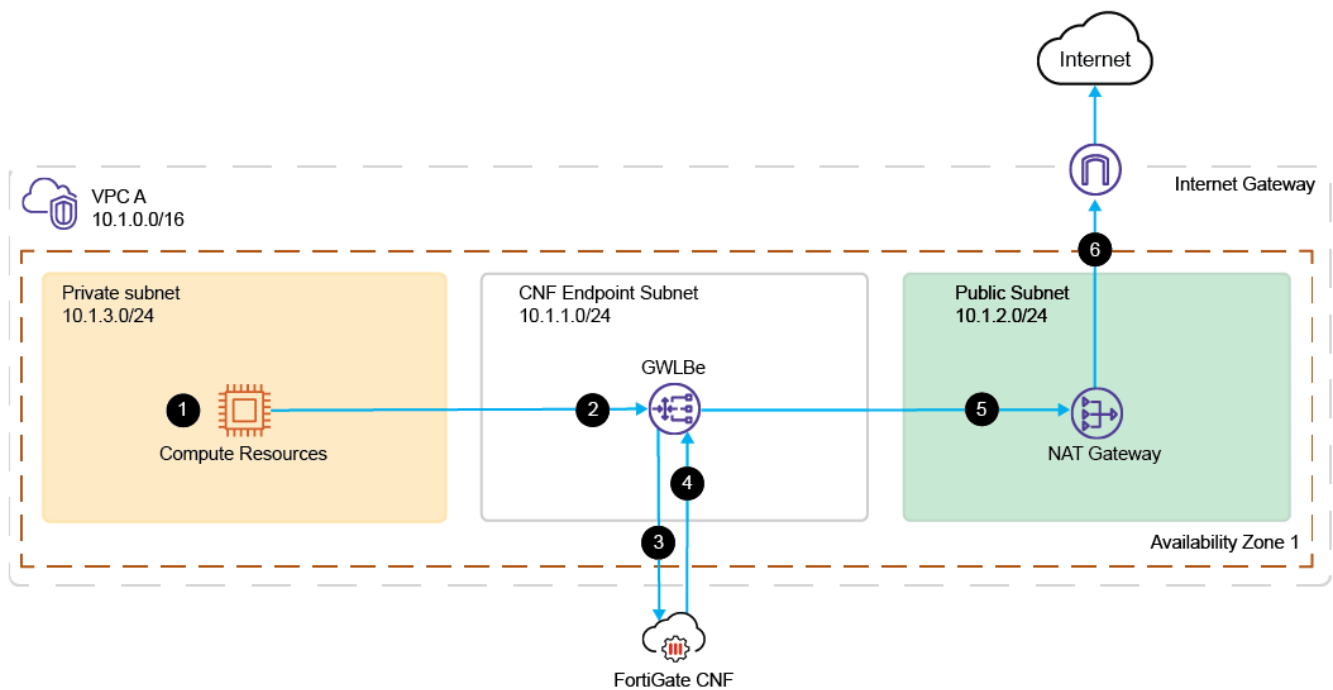 Internet
Internet Gateway
VPC A
10.1.0.0/16
6
Private subnet
10.1.3.0/24
CNF Endpoint Subnet
10.1.1.0/24
Public Subnet
10.1.2.0/24
GWLBe
1
2
5
Compute Resources
NAT Gateway
4
3
Availability Zone 1
FortiGate CNF